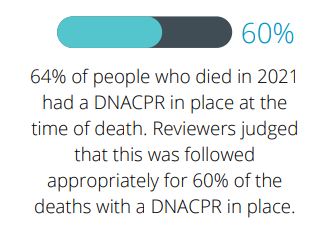 60%
64% of people who died in 2021
had a DNACPR in place at the
time of death. Reviewers judged
that this was followed
appropriately for 60% of the
deaths with a DNACPR in place.